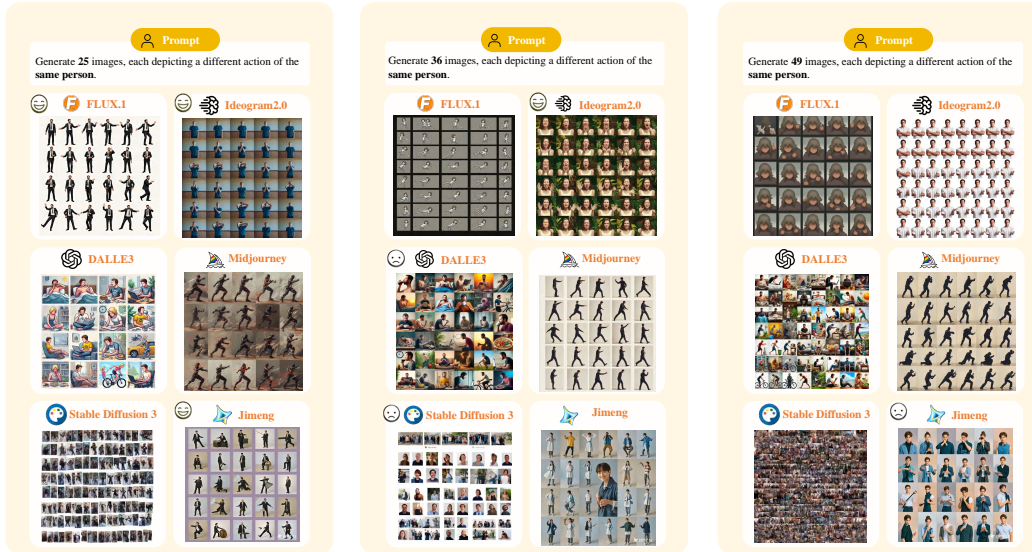 Prompt
Generate 25 images, each depicting a different action of the
same person.
FLUX.1
Ideogram2.0
DALLE3
Midjourney
Stable Diffusion 3
Jimeng
Prompt
Generate 36 images, each depicting a different action of the
same person.
FLUX.1
Ideogram2.0
DALLE3
Midjourney
Stable Diffusion 3
Jimeng
Prompt
Generate 49 images, each depicting a different action of the
same person.
FLUX.1
Ideogram2.0
DALLE3
Midjourney
Stable Diffusion 3
Jimeng